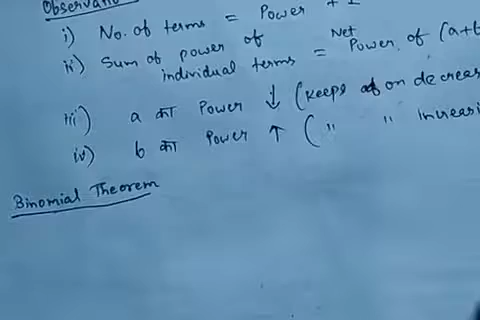 Observatio
i) No. of terms = Power + 1
ii) Sum of power of
individual terms = Net Power of (a+b
iii) a का Power ↓ (Keeps on decreas
iv) b का Power ↑ ( " " increasi
Binomial Theorem